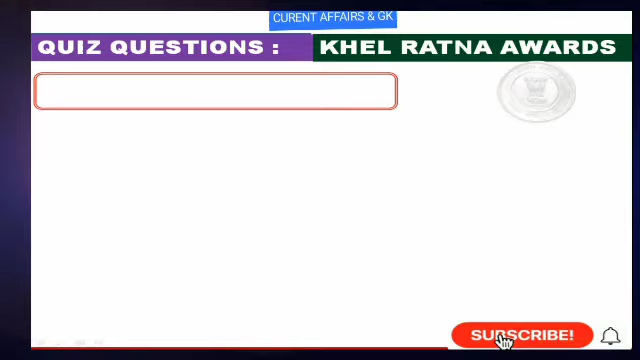 CURENT AFFAIRS & GK
QUIZ QUESTIONS : KHEL RATNA AWARDS
SUBSCRIBE!